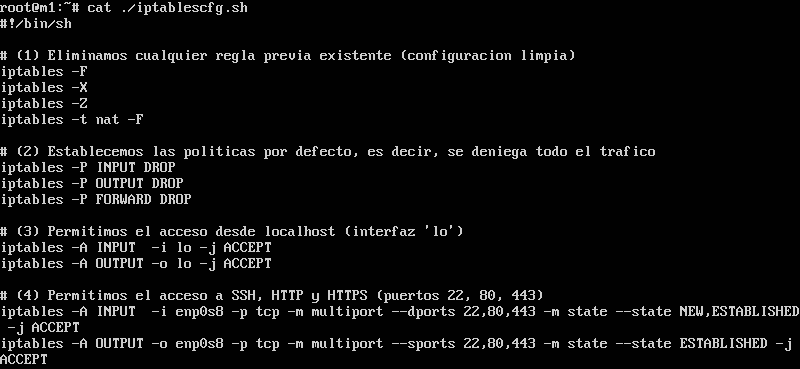 root@m1:~# cat ./iptablescfg.sh
#!/bin/sh
# (1) Eliminamos cualquier regla previa existente (configuracion limpia)
iptables -F
iptables -X
iptables -Z
iptables -t nat -F
# (2) Establecemos las politicas por defecto, es decir, se deniega todo el trafico
iptables -P INPUT DROP
iptables -P OUTPUT DROP
iptables -P FORWARD DROP
# (3) Permitimos el acceso desde localhost (interfaz 'lo')
iptables -A INPUT  -i lo -j ACCEPT
iptables -A OUTPUT -o lo -j ACCEPT
# (4) Permitimos el acceso a SSH, HTTP y HTTPS (puertos 22, 80, 443)
iptables -A INPUT  -i enp0s8 -p tcp -m multiport --dports 22,80,443 -m state --state NEW,ESTABLISHED
 -j ACCEPT
iptables -A OUTPUT -o enp0s8 -p tcp -m multiport --sports 22,80,443 -m state --state ESTABLISHED -j
ACCEPT